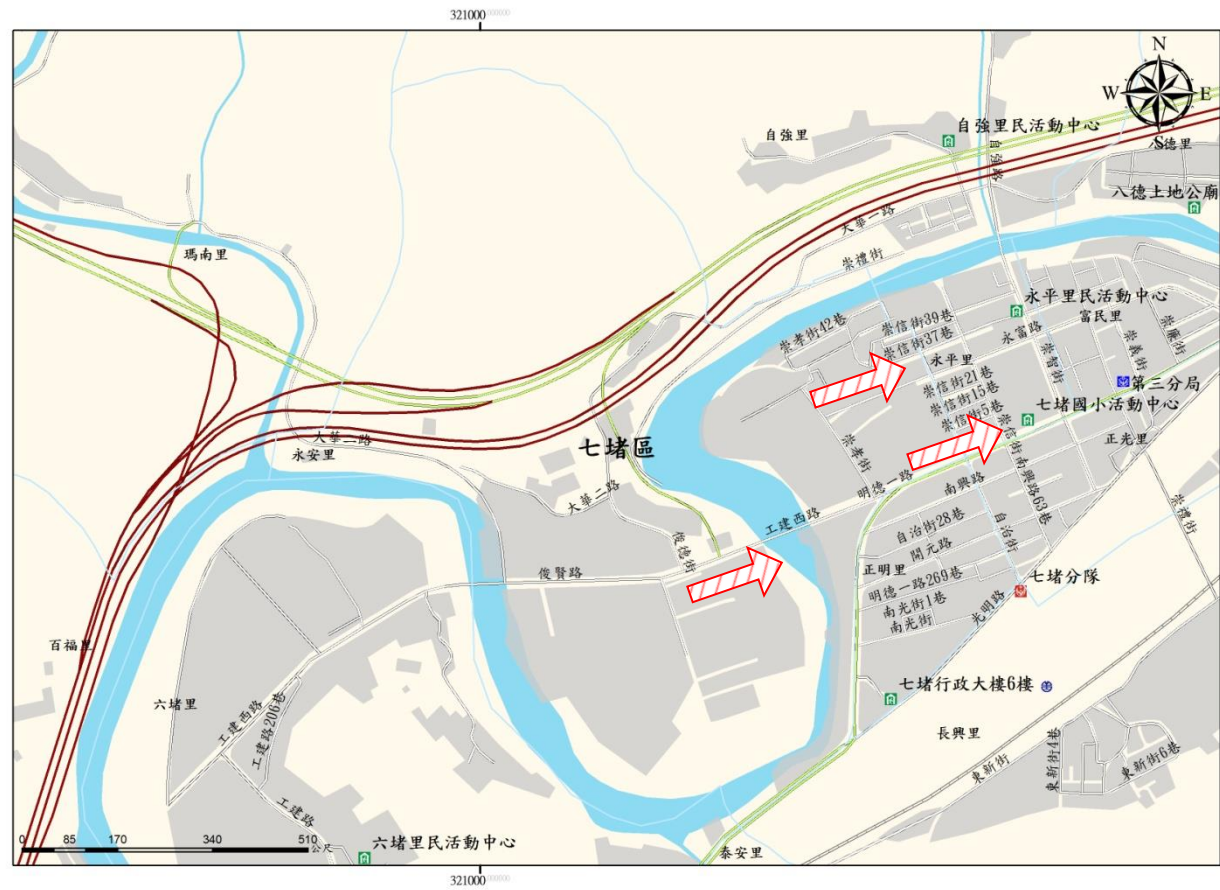 321000
N
W
E
S
自強里
自強里民活動中心
自強路
德里
八德土地公廟
大華一路
瑪南里
崇禮街
永平里民活動中心
富民里
崇孝街42巷
崇信街39巷
崇信街37巷
永富路
崇智街
崇義街
崇廉街
永平里
崇信街21巷
崇信街15巷
崇信街5巷
第三分局
七堵國小活動中心
七堵區
大華二路
永安里
崇孝街
崇信街
南興路63巷
正光里
明德一路
南興路
大華二路
工建西路
自治街28巷
自治街
崇禮街
開元路
俊德街
俊賢路
正明里
明德一路269巷
七堵分隊
南光街1巷
南光街
光明路
百福里
七堵行政大樓6樓
六堵里
工建西路
工建路206巷
長興里
東新街
東新街4巷
東新街6巷
工建路
0 85 170 340 510
公尺
六堵里民活動中心
泰安里
321000